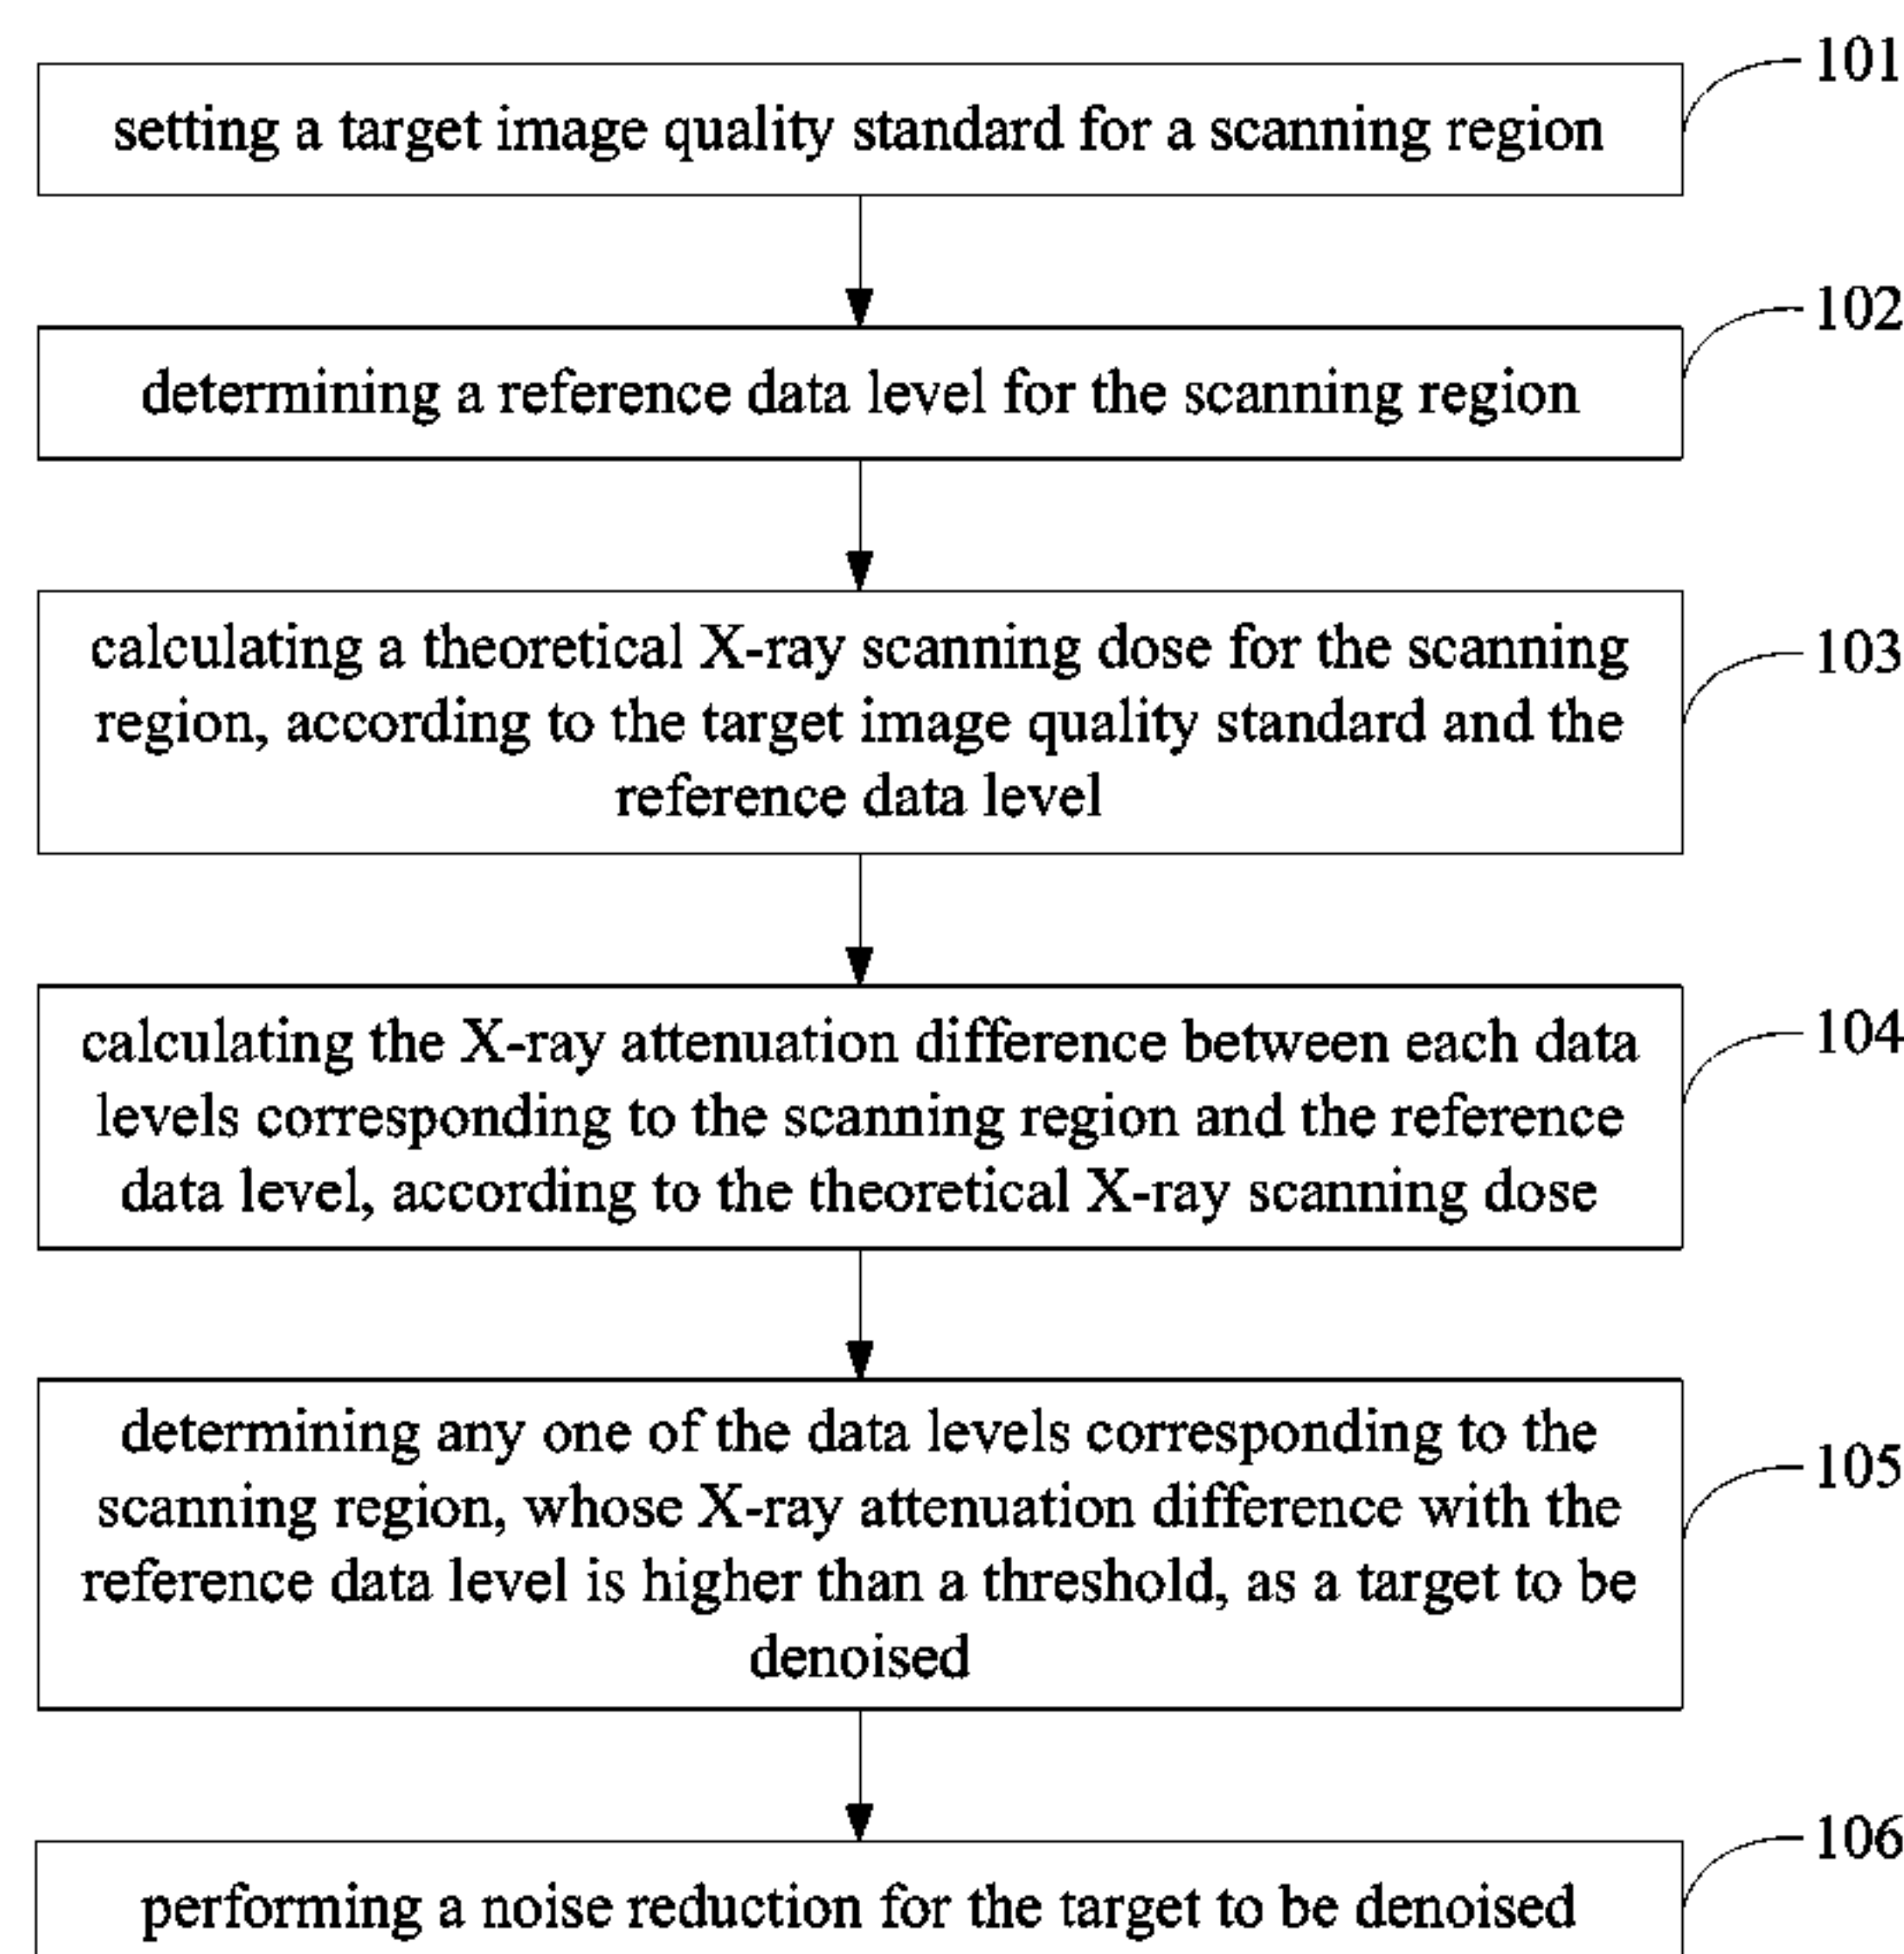 101
setting a target image quality standard for a scanning region
102
determining a reference data level for the scanning region
103
calculating a theoretical X-ray scanning dose for the scanning
region, according to the target image quality standard and the
reference data level
104
calculating the X-ray attenuation difference between each data
levels corresponding to the scanning region and the reference
data level, according to the theoretical X-ray scanning dose
105
determining any one of the data levels corresponding to the
scanning region, whose X-ray attenuation difference with the
reference data level is higher than a threshold, as a target to be
denoised
106
performing a noise reduction for the target to be denoised